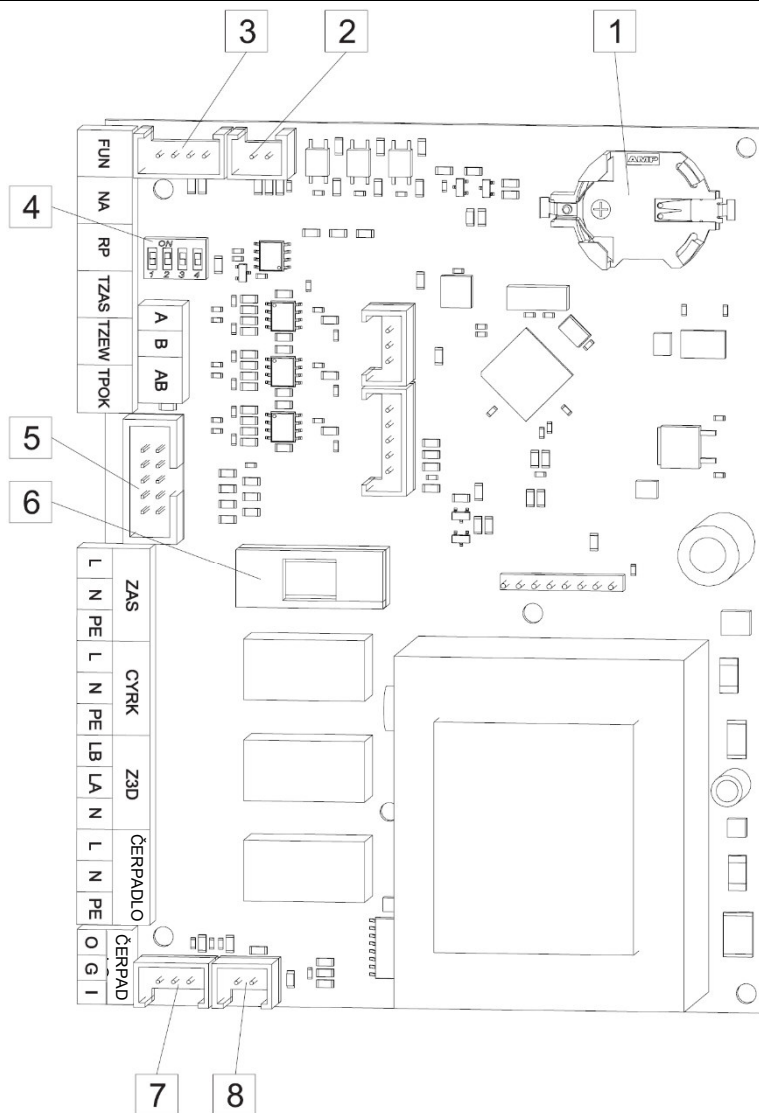 3
2
1
AMP
FUN
NA
RP
TZAS
TZEW
TPOK
4
ON
1 2 3 4
A
B
AB
5
6
L
N
PE
ZAS
L
N
PE
CYRK
LB
LA
N
Z3D
L
N
PE
ČERPADLO
O
G
I
ČERPAD
7
8